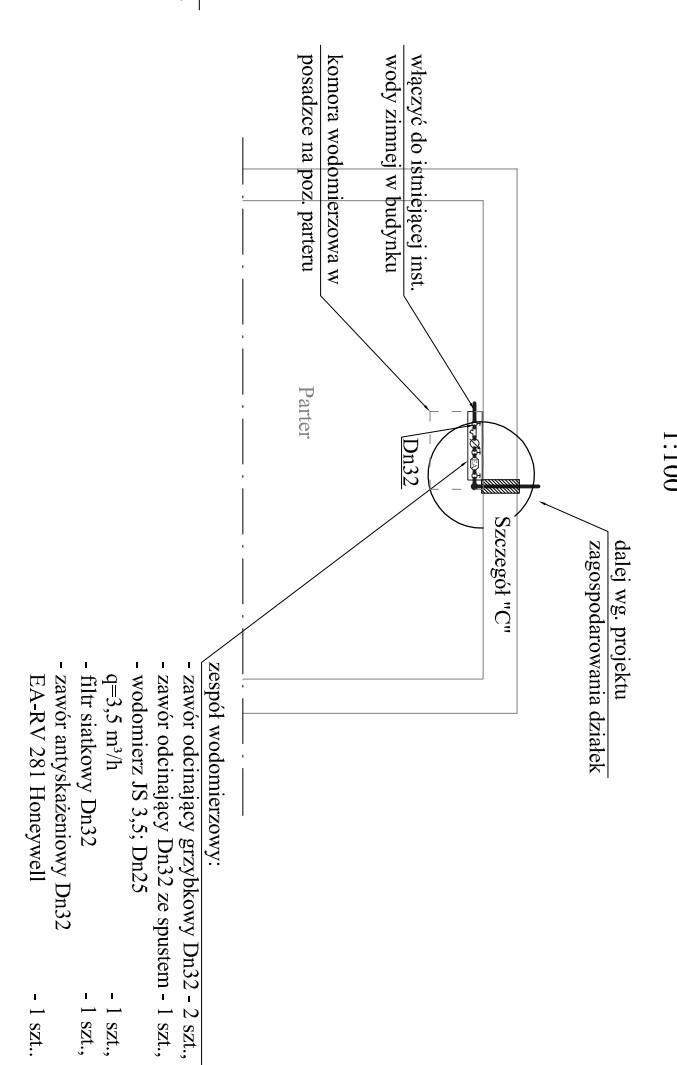 1:100
dalej wg. projektu
zagospodarowania działek
włączyć do istniejącej inst.
wody zimnej w budynku
komora wodomierzowa w
posadzce na poz. parteru
Szczegół "C"
Dn32
Parter
zespół wodomierzowy:
- zawór odcinający grzybkowy Dn32 - 2 szt.,
- zawór odcinający Dn32 ze spustem - 1 szt.,
- wodomierz JS 3,5; Dn25
q=3,5 m³/h - 1 szt.,
- filtr siatkowy Dn32 - 1 szt.,
- zawór antyskażeniowy Dn32
EA-RV 281 Honeywell - 1 szt..